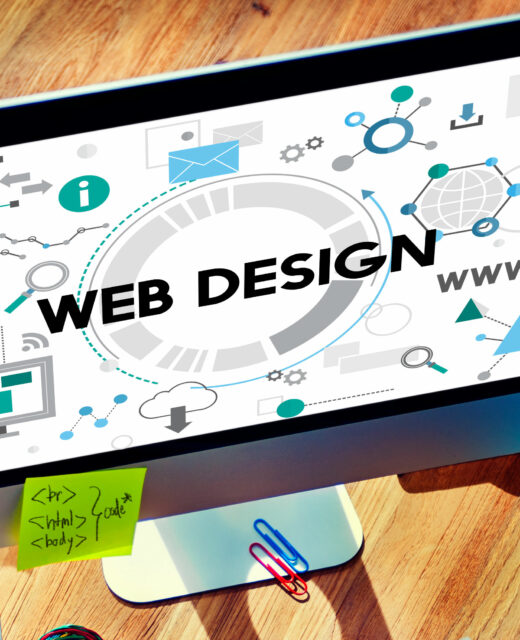 i
WEB DESIGN
WWW
<br>
<html>
<body>
} code*